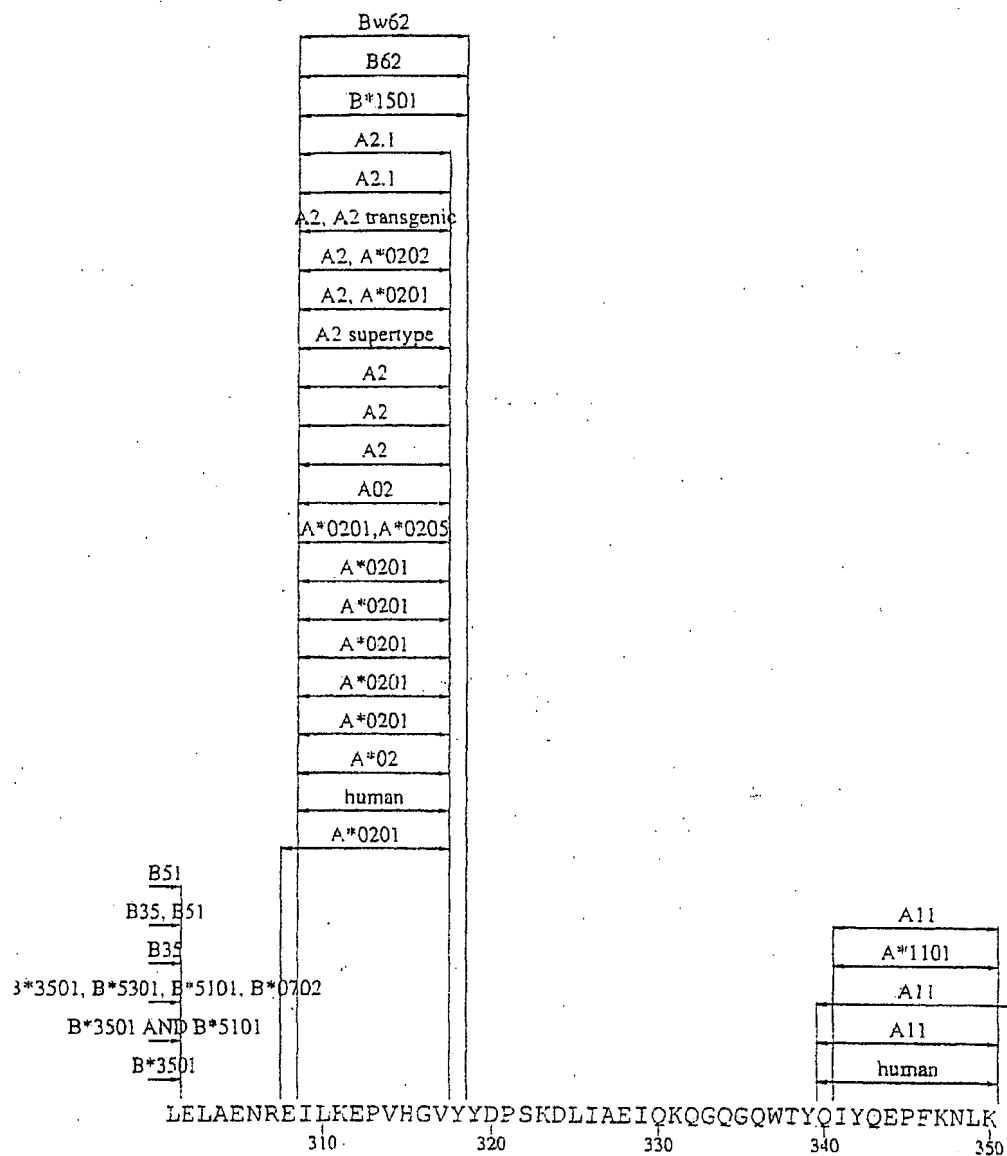 Bw62
B62
B*1501
A2.1
A2.1
A2, A2 transgenic
A2, A*0202
A2, A*0201
A2 supertype
A2
A2
A2
A02
A*0201,A*0205
A*0201
A*0201
A*0201
A*0201
A*0201
A*02
human
A*0201
B51
B35, B51
A11
B35
A*1101
B*3501, B*5301, B*5101, B*0702
A11
B*3501 AND B*5101
A11
B*3501
human
LELAENREILKEPVHGVYYDPSKDLIAEIQKQGQGQWTYQIYQEPFKNLK
310 320 330 340 350